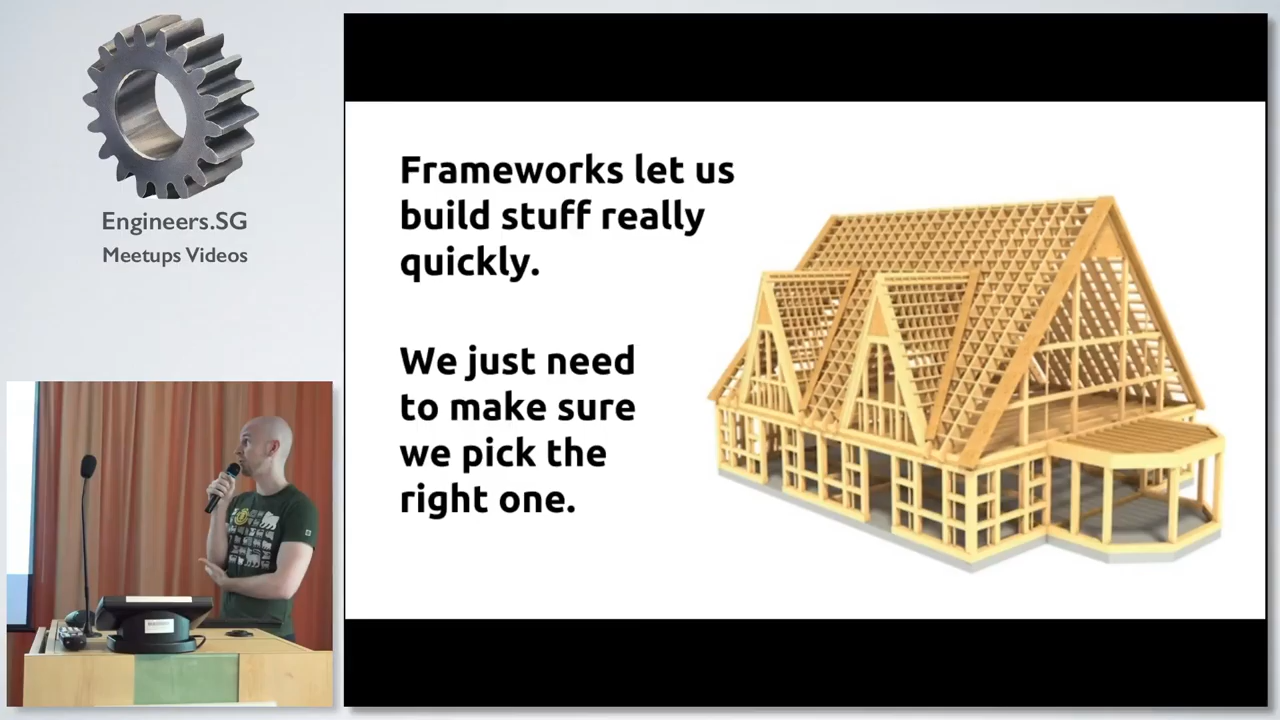 Engineers.SG
Meetups Videos
Frameworks let us
build stuff really
quickly.
We just need
to make sure
we pick the
right one.